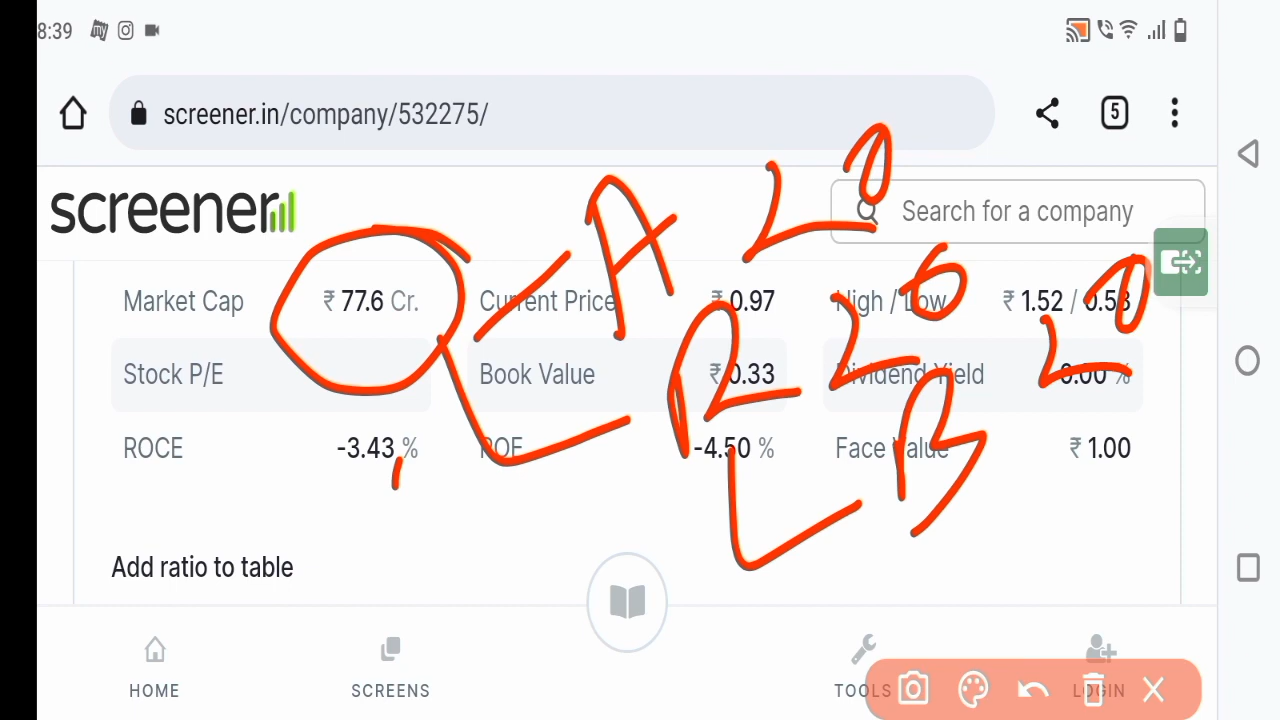 8:39
screener.in/company/532275/
5
screener
Search for a company
A 20
Market Cap ₹ 77.6 Cr.
Current Price ₹ 0.97
High / Low ₹ 1.52 / 0.53
Stock P/E
Book Value ₹ 0.33
Dividend Yield 0.00 %
ROCE -3.43 %
ROE -4.50 %
Face Value ₹ 1.00
B
Add ratio to table
HOME
SCREENS
TOOLS
LOGIN